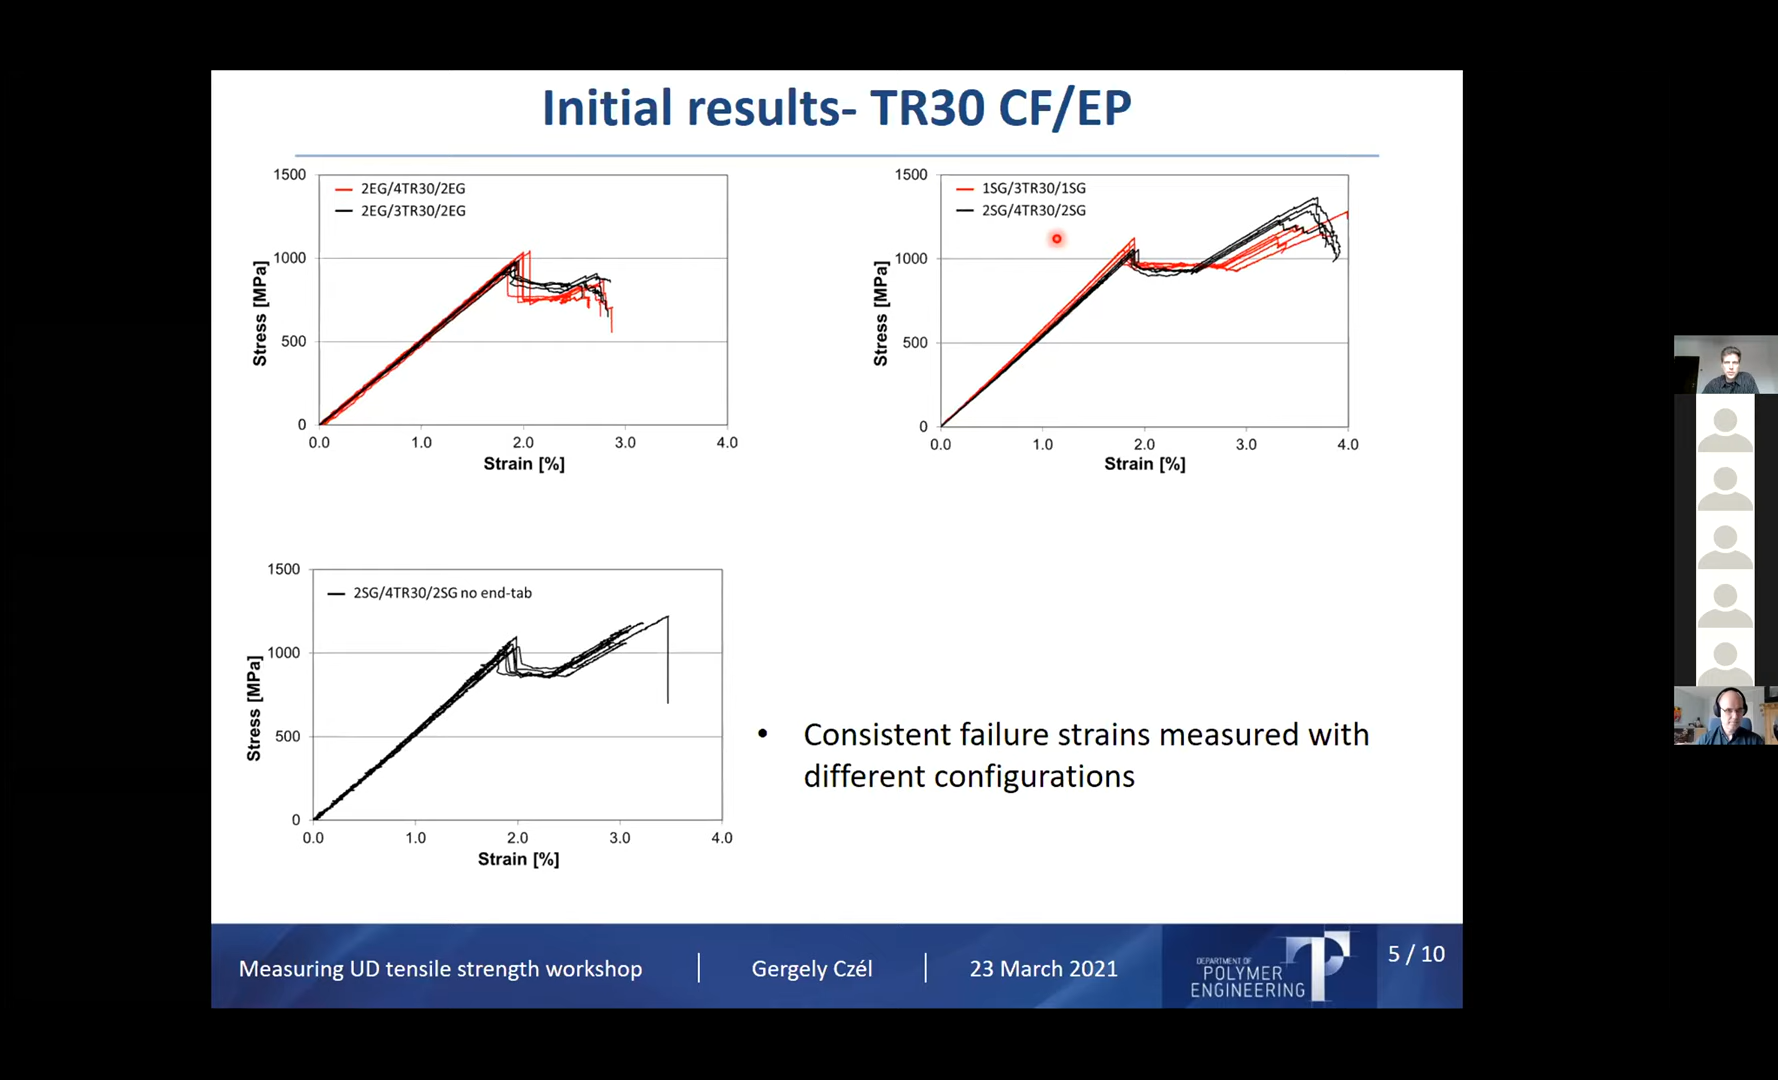 Initial results- TR30 CF/EP
1500
1000
500
0
Stress [MPa]
2EG/4TR30/2EG
2EG/3TR30/2EG
0.0 1.0 2.0 3.0 4.0
Strain [%]
1500
1000
500
0
Stress [MPa]
1SG/3TR30/1SG
2SG/4TR30/2SG
0.0 1.0 2.0 3.0 4.0
Strain [%]
1500
1000
500
0
Stress [MPa]
2SG/4TR30/2SG no end-tab
0.0 1.0 2.0 3.0 4.0
Strain [%]
• Consistent failure strains measured with
different configurations
Measuring UD tensile strength workshop | Gergely Czél | 23 March 2021
DEPARTMENT OF
POLYMER
ENGINEERING
5 / 10